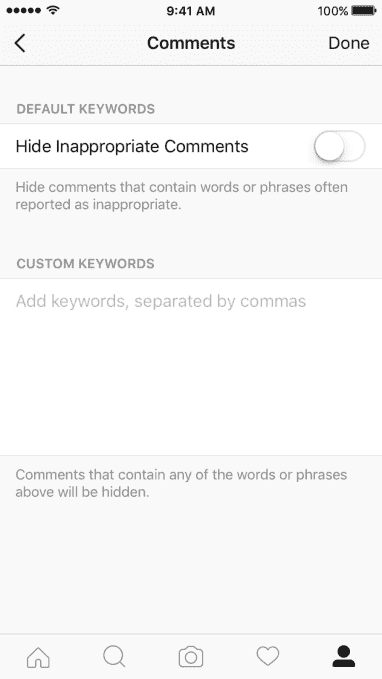 9:41 AM
100%
Comments
Done
DEFAULT KEYWORDS
Hide Inappropriate Comments
Hide comments that contain words or phrases often
reported as inappropriate.
CUSTOM KEYWORDS
Add keywords, separated by commas
Comments that contain any of the words or phrases
above will be hidden.